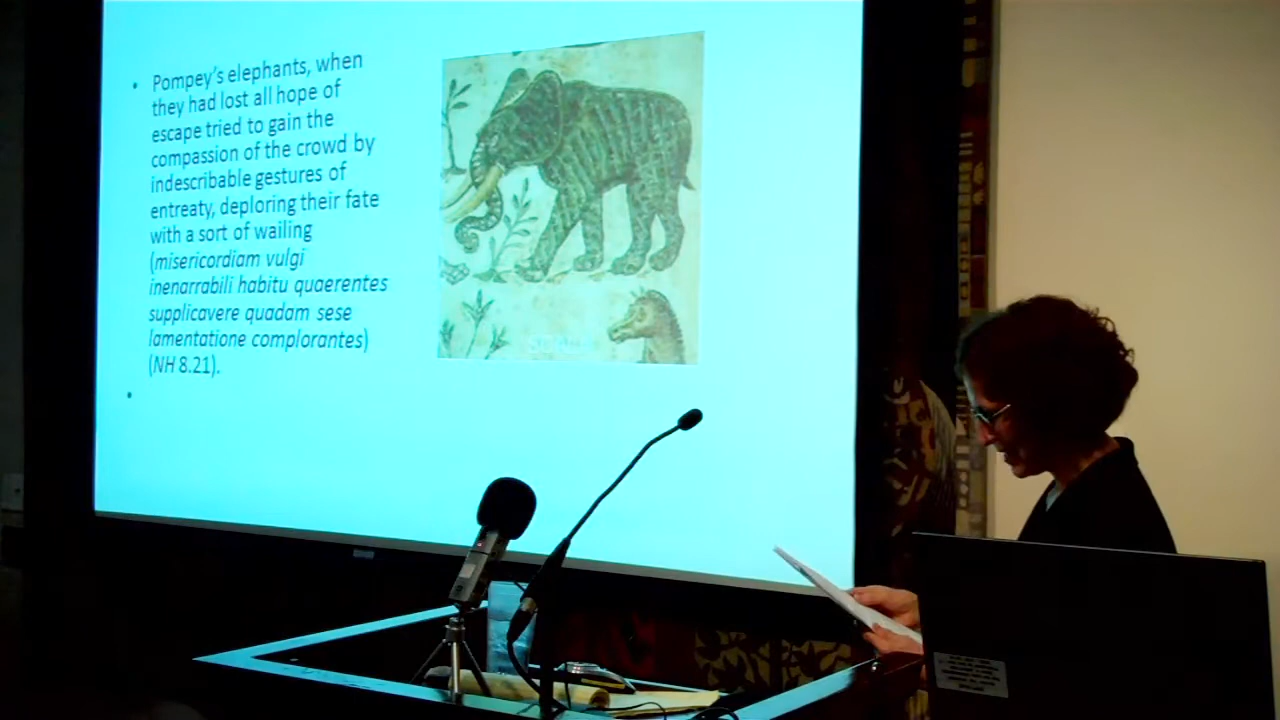 Pompey's elephants, when
they had lost all hope of
escape tried to gain the
compassion of the crowd by
indescribable gestures of
entreaty, deploring their fate
with a sort of wailing
(misericordiam vulgi
inenarrabili habitu quaerentes
supplicavere quadam sese
lamentatione complorantes)
(NH 8.21).